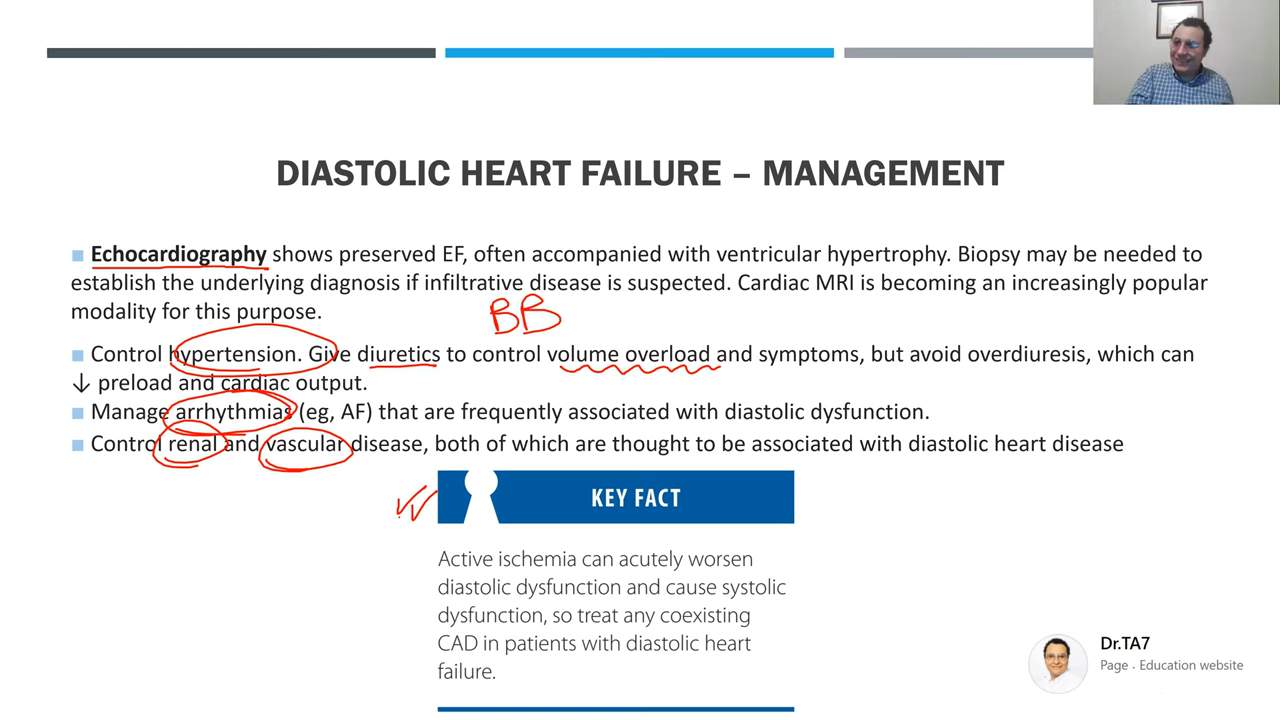 DIASTOLIC HEART FAILURE – MANAGEMENT
Echocardiography shows preserved EF, often accompanied with ventricular hypertrophy. Biopsy may be needed to
establish the underlying diagnosis if infiltrative disease is suspected. Cardiac MRI is becoming an increasingly popular
modality for this purpose.
BB
Control hypertension. Give diuretics to control volume overload and symptoms, but avoid overdiuresis, which can
↓ preload and cardiac output.
Manage arrhythmias (eg, AF) that are frequently associated with diastolic dysfunction.
Control renal and vascular disease, both of which are thought to be associated with diastolic heart disease
KEY FACT
Active ischemia can acutely worsen
diastolic dysfunction and cause systolic
dysfunction, so treat any coexisting
CAD in patients with diastolic heart
failure.
Dr.TA7
Page · Education website